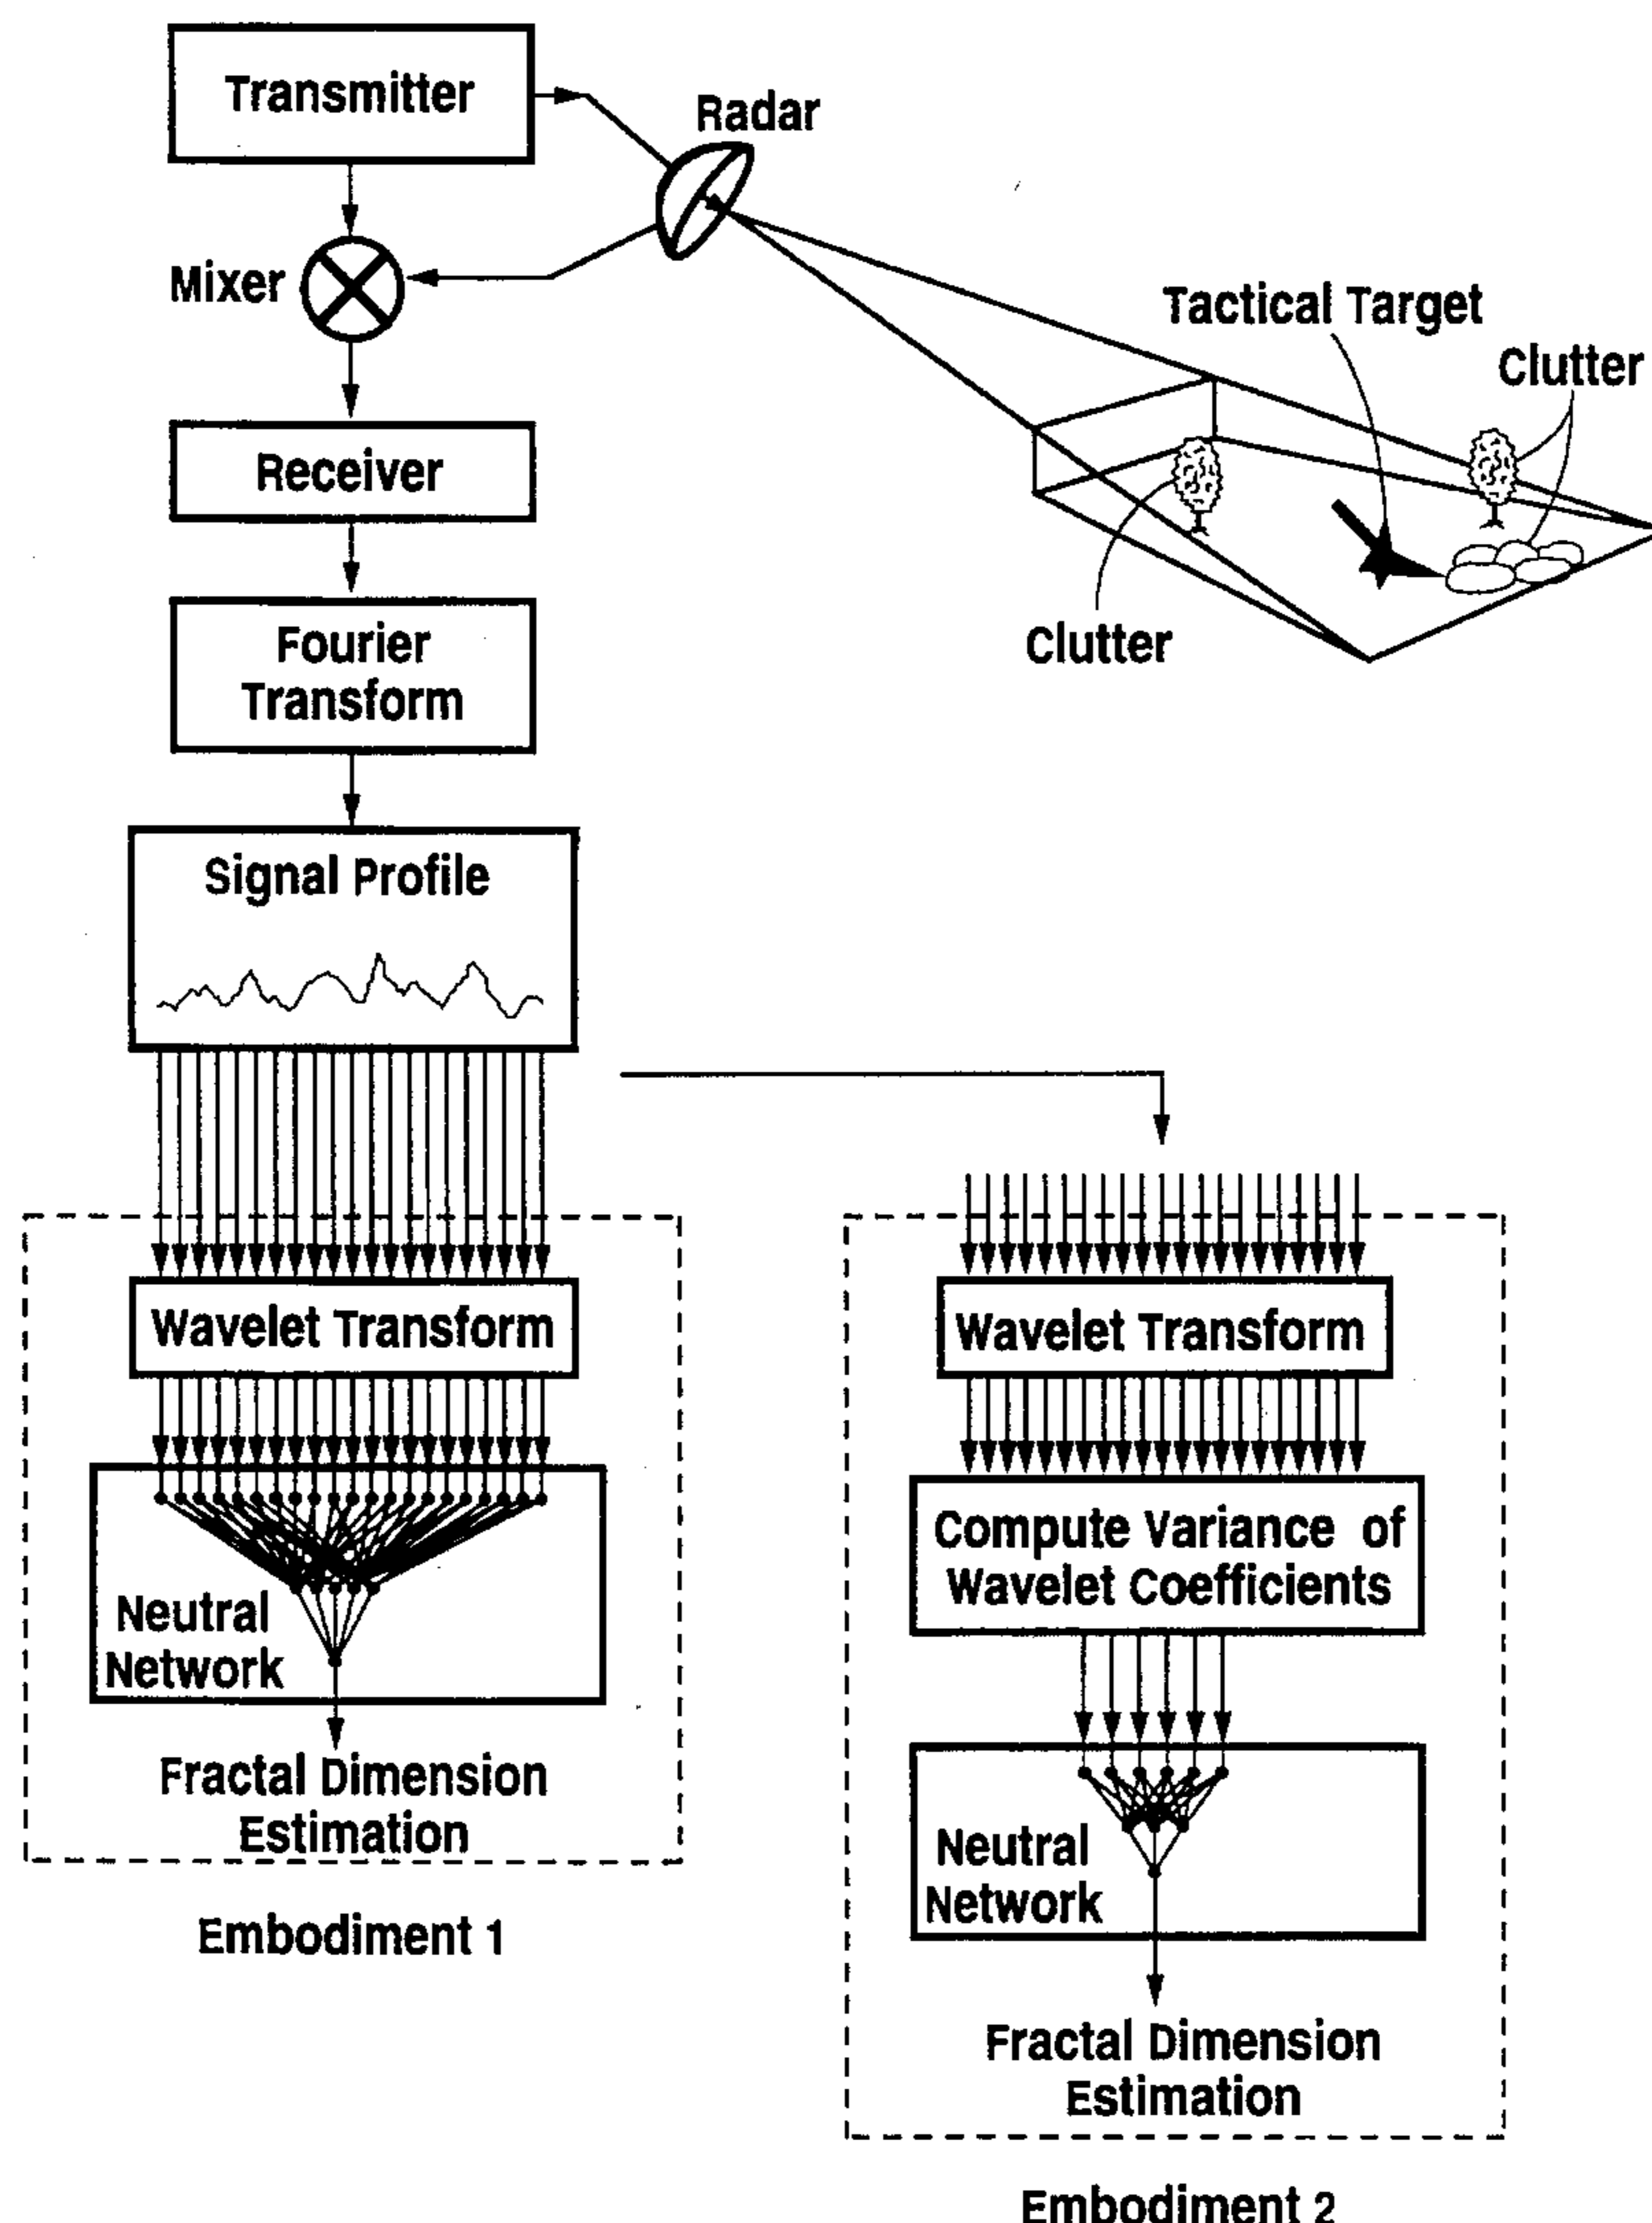 Transmitter
Radar
Mixer
Tactical Target
Clutter
Receiver
Clutter
Fourier
Transform
Signal Profile
Wavelet Transform
Neutral
Network
Fractal Dimension
Estimation
Embodiment 1
Wavelet Transform
Compute Variance of
Wavelet Coefficients
Neutral
Network
Fractal Dimension
Estimation
Embodiment 2